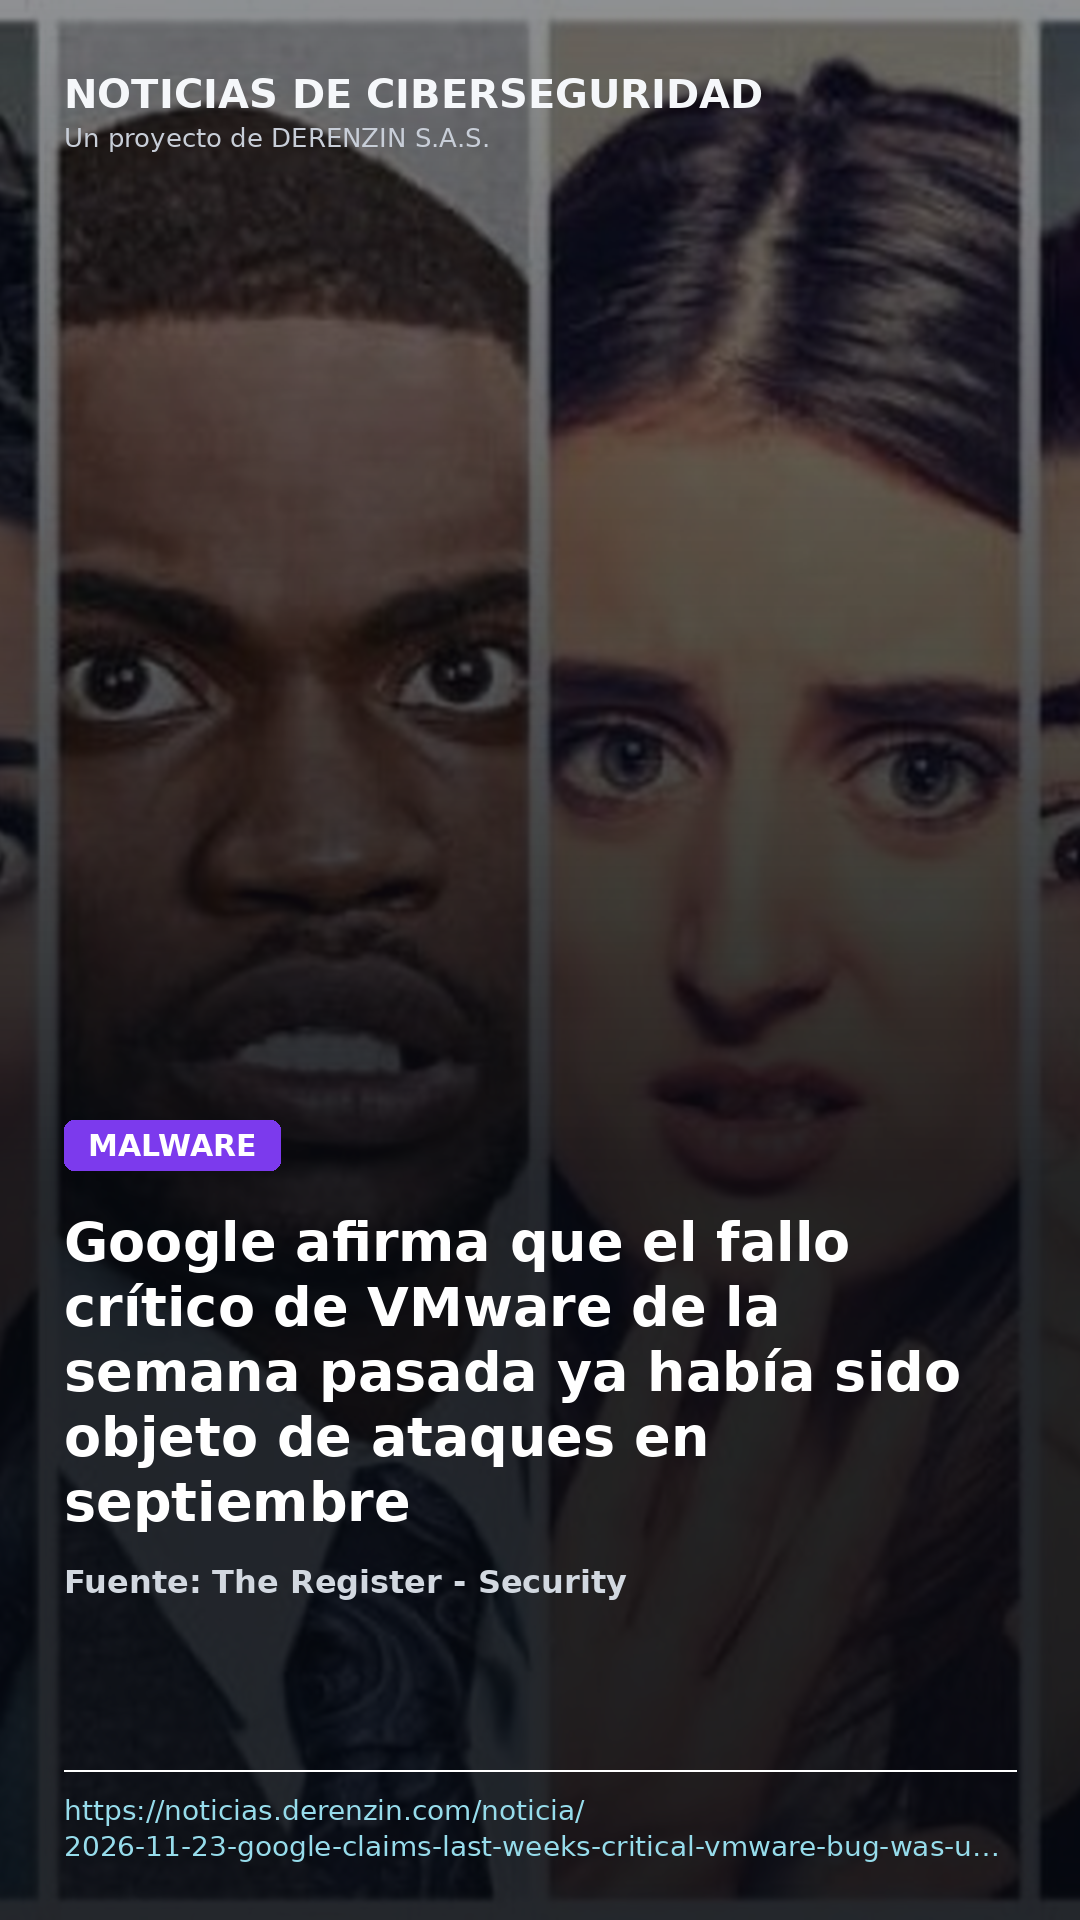 NOTICIAS DE CIBERSEGURIDAD
Un proyecto de DERENZIN S.A.S.
MALWARE
Google afirma que el fallo
crítico de VMware de la
semana pasada ya había sido
objeto de ataques en
septiembre
Fuente: The Register - Security
https://noticias.derenzin.com/noticia/
2026-11-23-google-claims-last-weeks-critical-vmware-bug-was-u...